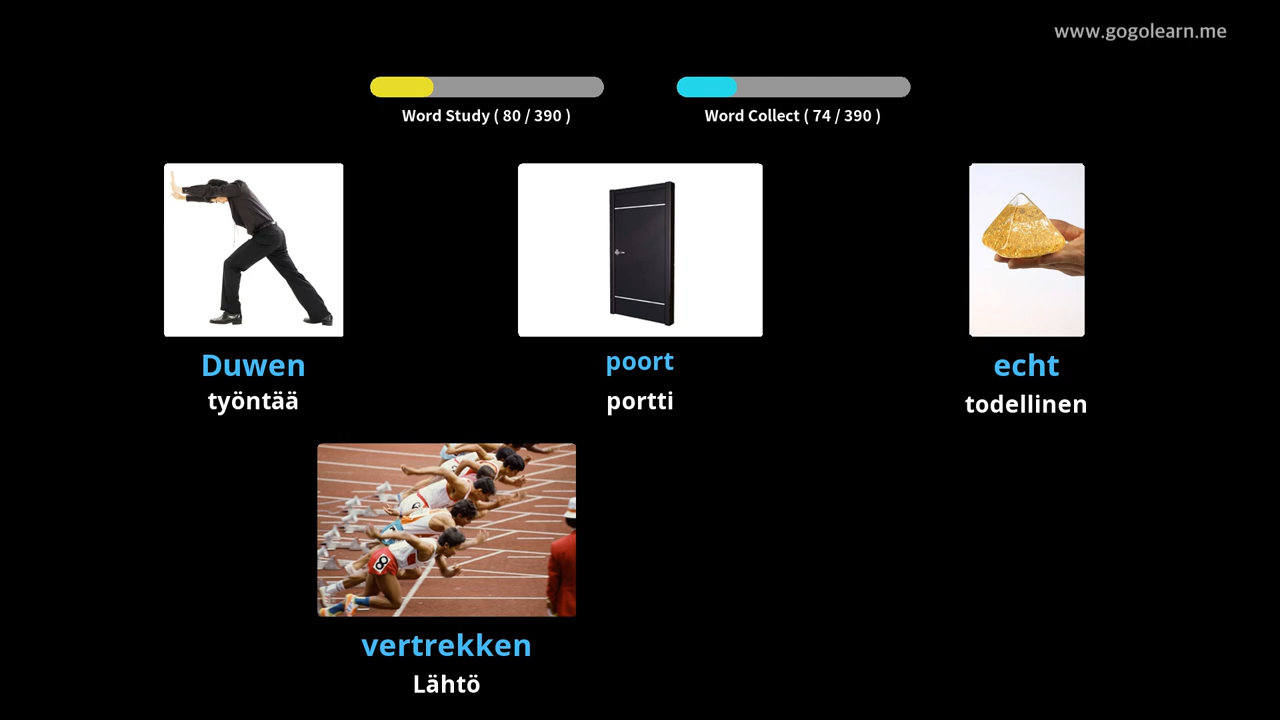 www.gogolearn.me
Word Study ( 80 / 390 )
Word Collect ( 74 / 390 )
Duwen
työntää
poort
portti
echt
todellinen
8
vertrekken
Lähtö